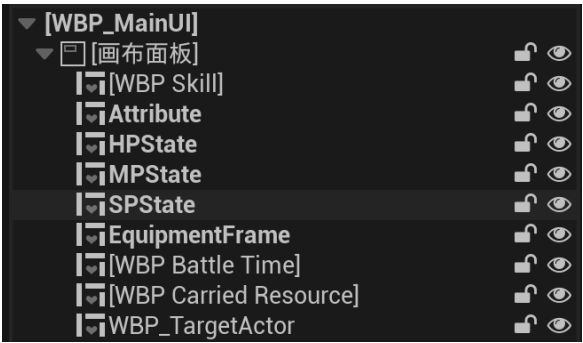 [WBP_MainUI]
[画布面板]
[WBP Skill]
Attribute
HPState
MPState
SPState
EquipmentFrame
[WBP Battle Time]
[WBP Carried Resource]
WBP_TargetActor